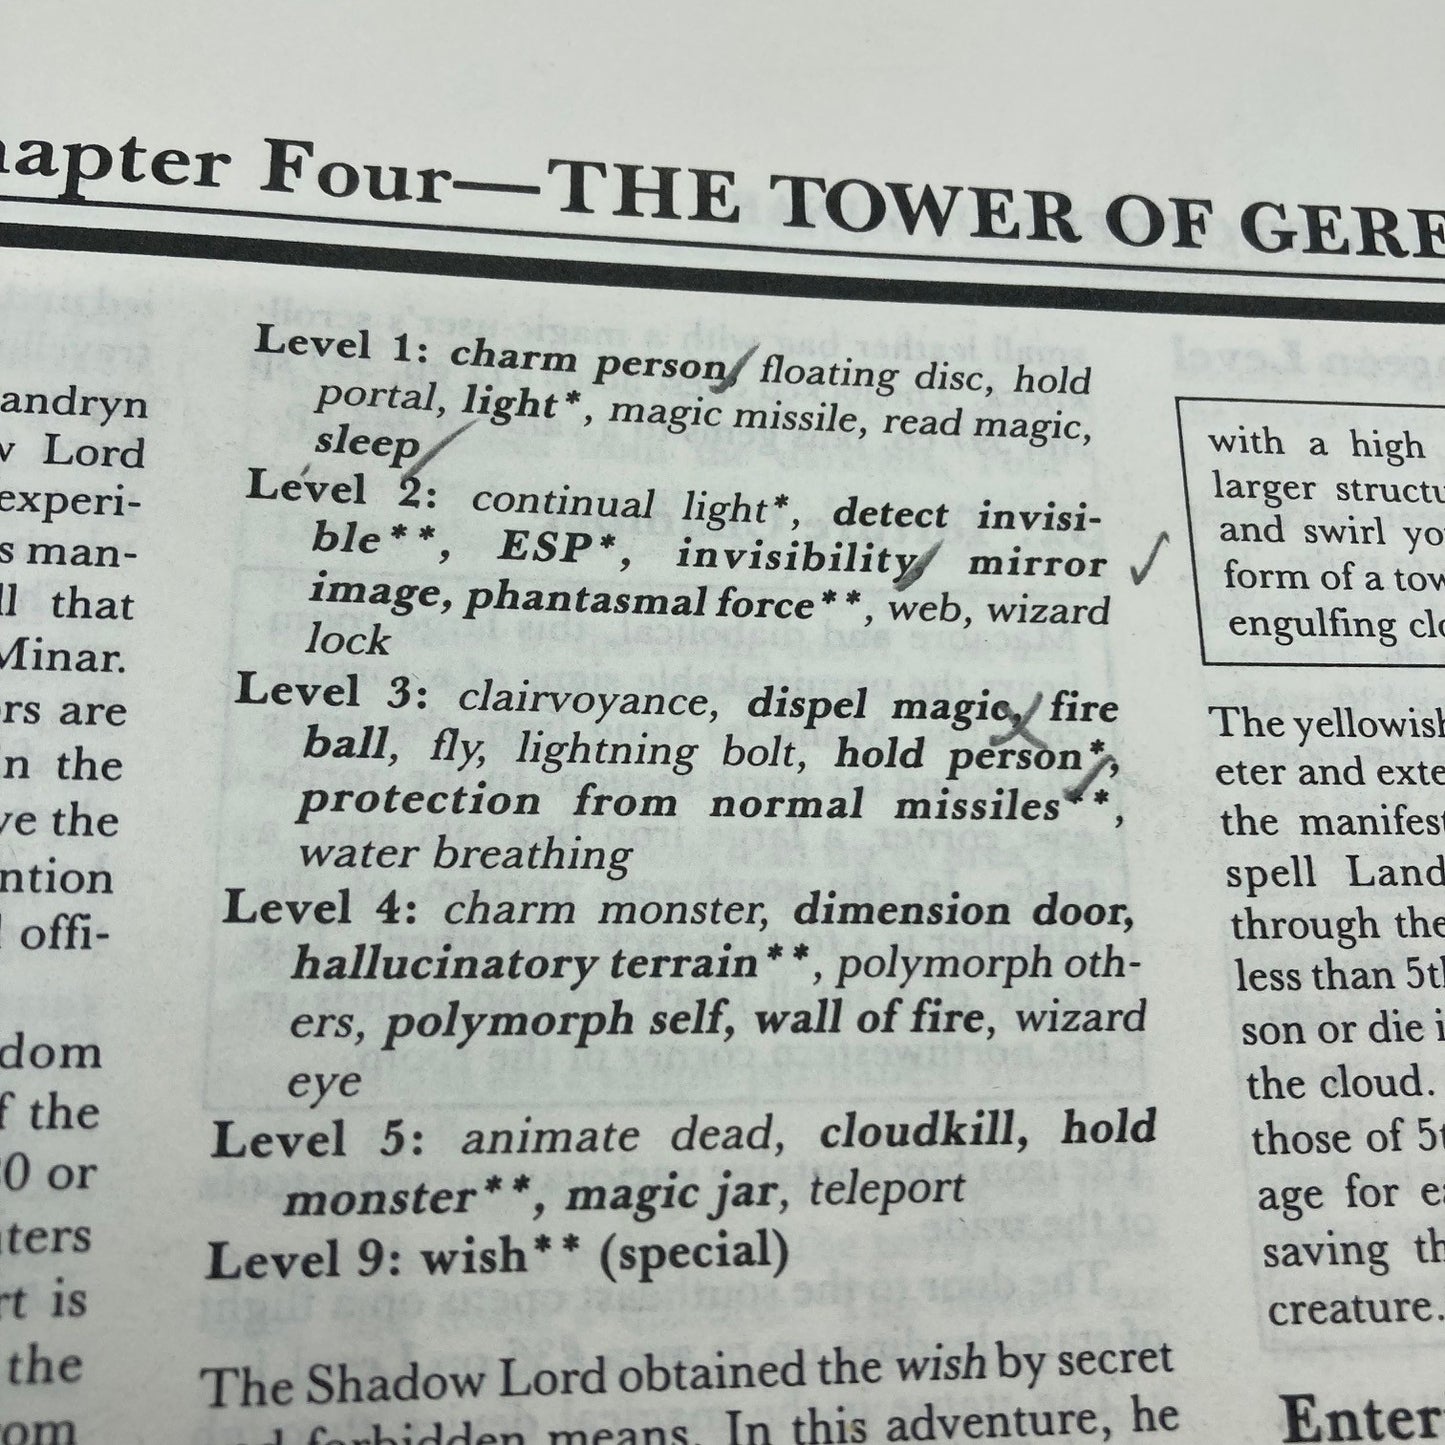 hapter Four—THE TOWER OF GERE
andryn
Lord
experi-
man-
that
Minar.
rs are
n the
ve the
ntion
offi-
dom
f the
0 or
ters
rt is
the
om
Level 1: charm person, floating disc, hold
portal, light*, magic missile, read magic,
sleep
Level 2: continual light*, detect invisi-
ble**, ESP*, invisibility, mirror
image, phantasmal force**, web, wizard
lock
Level 3: clairvoyance, dispel magic, fire
ball, fly, lightning bolt, hold person*,
protection from normal missiles**,
water breathing
Level 4: charm monster, dimension door,
hallucinatory terrain**, polymorph oth-
ers, polymorph self, wall of fire, wizard
eye
Level 5: animate dead, cloudkill, hold
monster**, magic jar, teleport
Level 9: wish** (special)
The Shadow Lord obtained the wish by secret
forbidden means. In this adventure, he
with a high
larger structu
and swirl yo
form of a tow
engulfing clo
The yellowish
eter and exte
the manifest
spell Land
through the
less than 5th
son or die i
the cloud.
those of 5t
age for ea
saving th
creature.
Enter